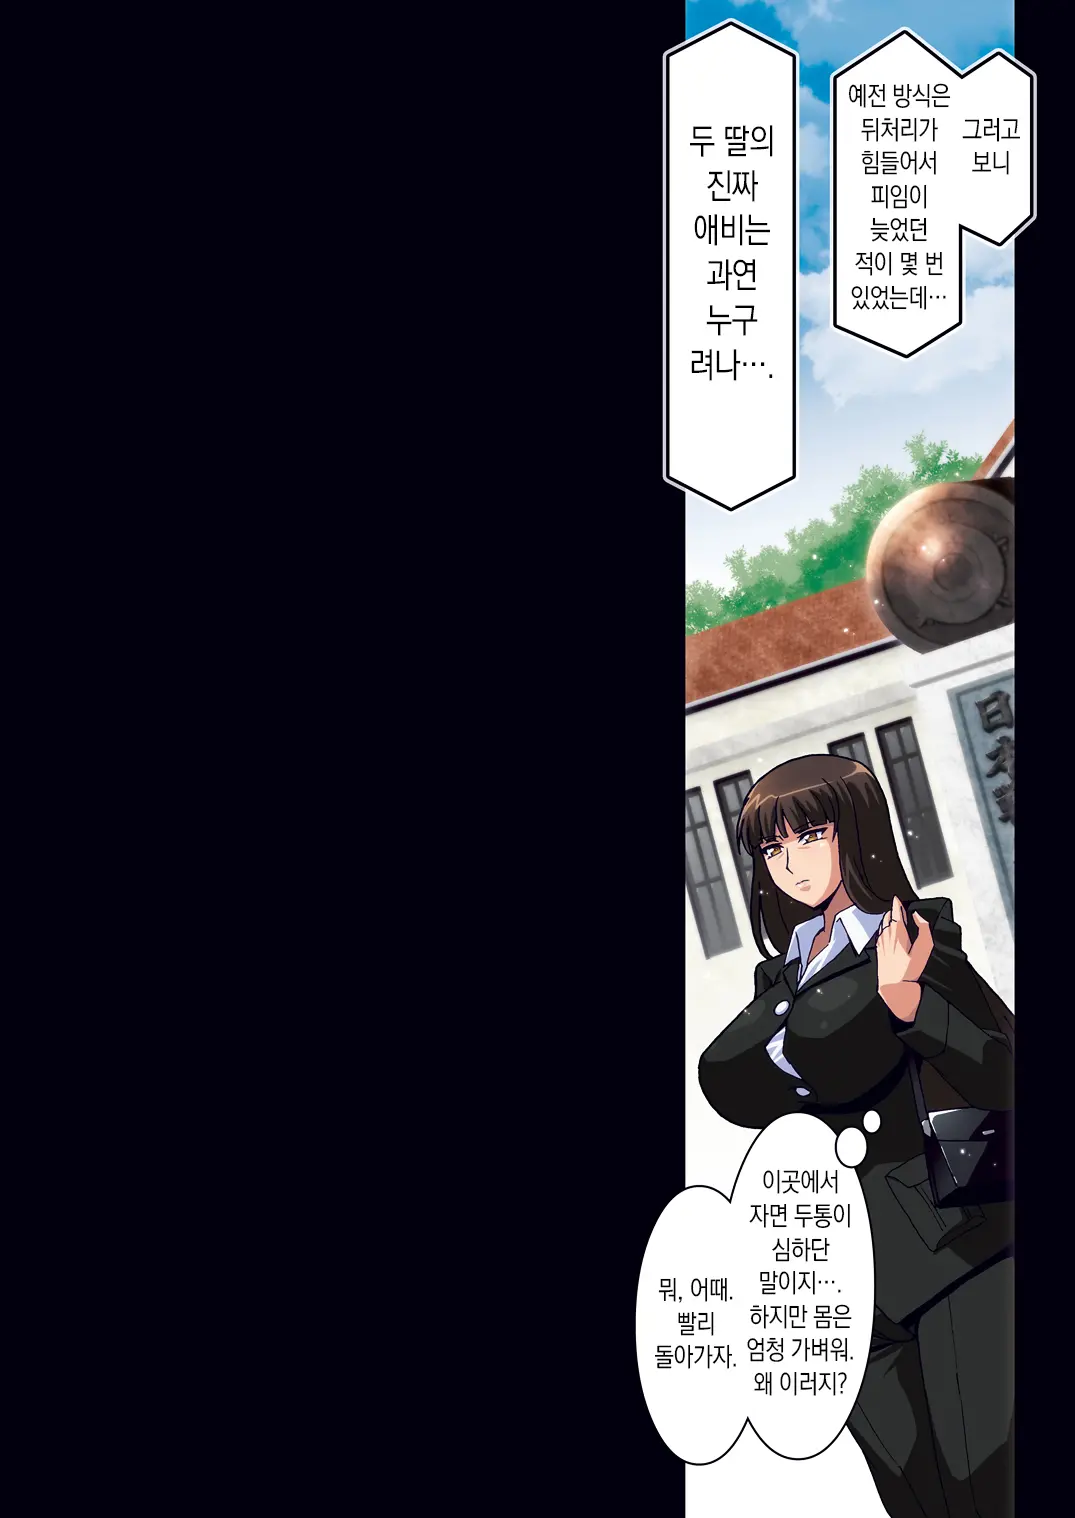 그러고
보니
예전 방식은
뒤처리가
힘들어서
피임이
늦었던
적이 몇 번
있었는데…
두 딸의
진짜
애비는
과연
누구
려나….
日本
이곳에서
자면 두통이
심하단
말이지….
하지만 몸은
엄청 가벼워.
왜 이러지?
뭐, 어때.
빨리
돌아가자.